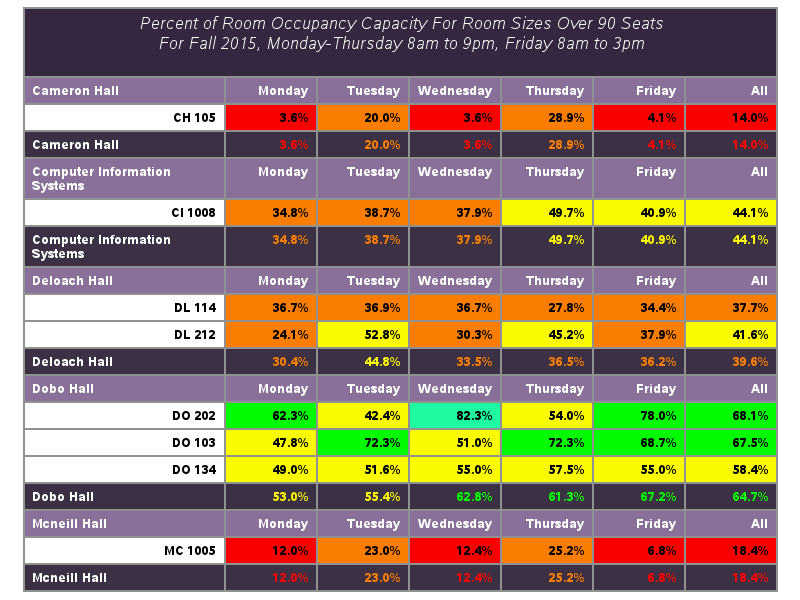 Percent of Room Occupancy Capacity For Room Sizes Over 90 Seats
For Fall 2015, Monday-Thursday 8am to 9pm, Friday 8am to 3pm
Cameron Hall Monday Tuesday Wednesday Thursday Friday All
CH 105 3.6% 20.0% 3.6% 28.9% 4.1% 14.0%
Cameron Hall 3.6% 20.0% 3.6% 28.9% 4.1% 14.0%
Computer Information Monday Tuesday Wednesday Thursday Friday All
Systems
CI 1008 34.8% 38.7% 37.9% 49.7% 40.9% 44.1%
Computer Information 34.8% 38.7% 37.9% 49.7% 40.9% 44.1%
Systems
Deloach Hall Monday Tuesday Wednesday Thursday Friday All
DL 114 36.7% 36.9% 36.7% 27.8% 34.4% 37.7%
DL 212 24.1% 52.8% 30.3% 45.2% 37.9% 41.6%
Deloach Hall 30.4% 44.8% 33.5% 36.5% 36.2% 39.6%
Dobo Hall Monday Tuesday Wednesday Thursday Friday All
DO 202 62.3% 42.4% 82.3% 54.0% 78.0% 68.1%
DO 103 47.8% 72.3% 51.0% 72.3% 68.7% 67.5%
DO 134 49.0% 51.6% 55.0% 57.5% 55.0% 58.4%
Dobo Hall 53.0% 55.4% 62.8% 61.3% 67.2% 64.7%
Mcneill Hall Monday Tuesday Wednesday Thursday Friday All
MC 1005 12.0% 23.0% 12.4% 25.2% 6.8% 18.4%
Mcneill Hall 12.0% 23.0% 12.4% 25.2% 6.8% 18.4%